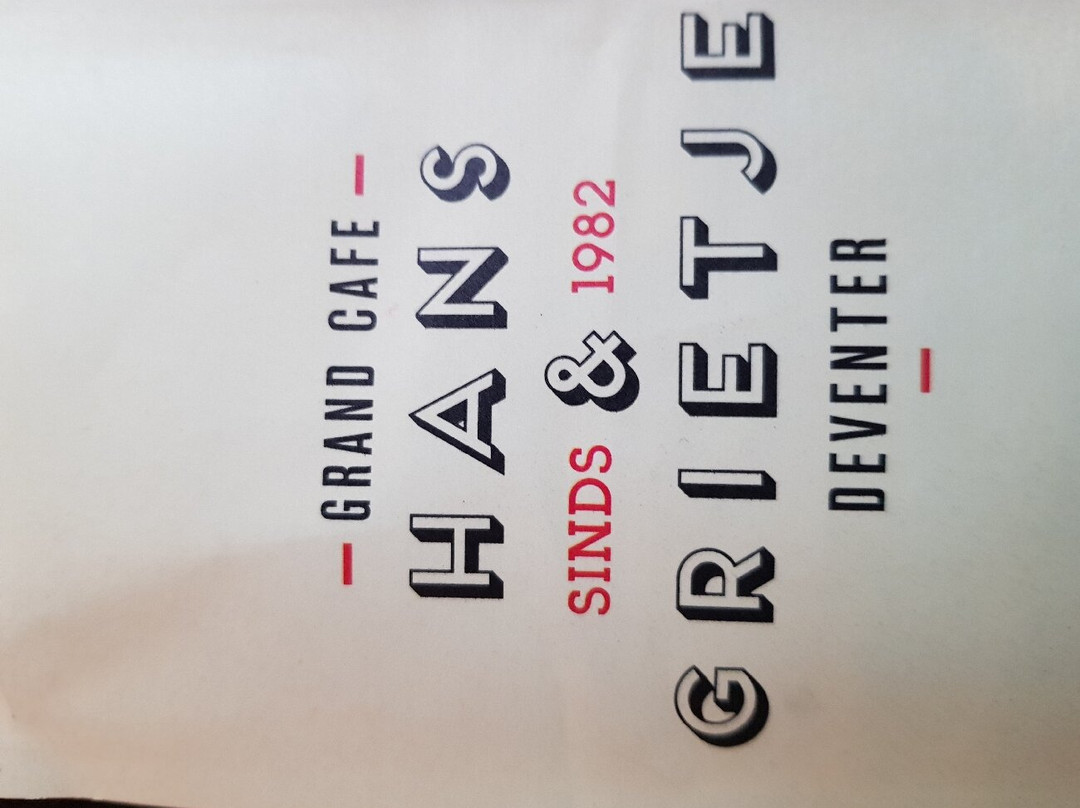 GRAND CAFE
HANS
SINDS & 1982
GRIETJE
DEVENTER